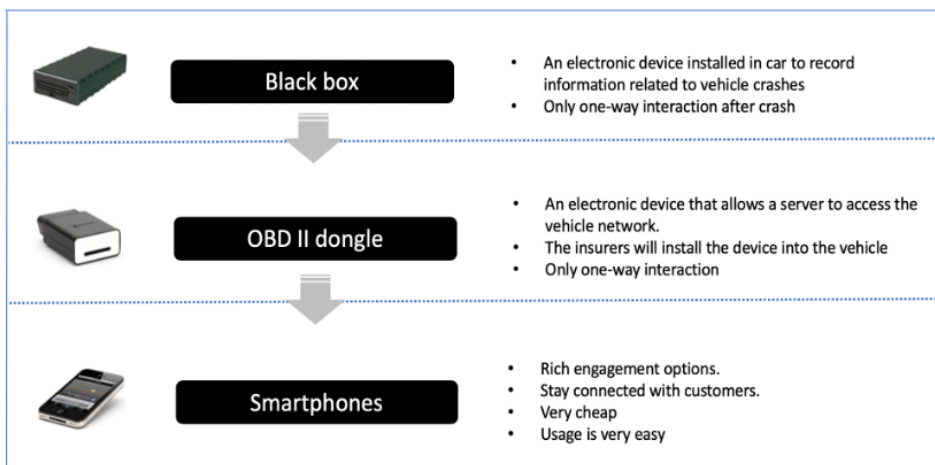 Black box
• An electronic device installed in car to record
information related to vehicle crashes
• Only one-way interaction after crash
OBD II dongle
• An electronic device that allows a server to access the
vehicle network.
• The insurers will install the device into the vehicle
• Only one-way interaction
Smartphones
• Rich engagement options.
• Stay connected with customers.
• Very cheap
• Usage is very easy